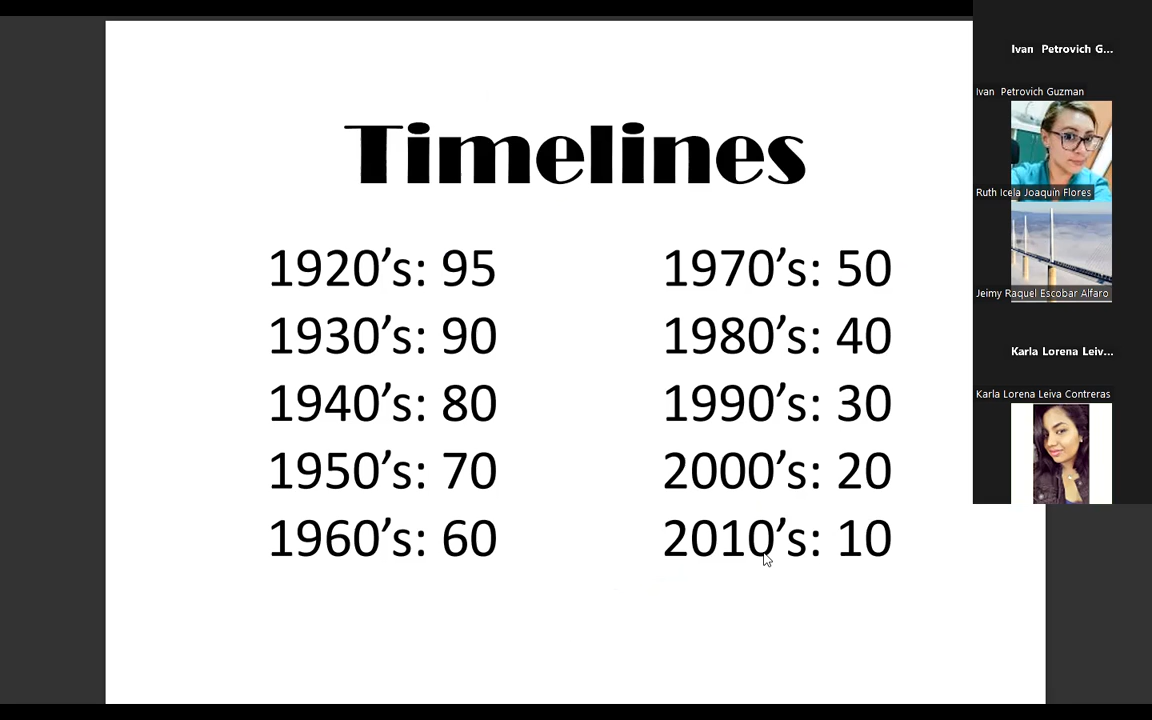 Timelines
1920’s: 95
1930’s: 90
1940’s: 80
1950’s: 70
1960’s: 60
1970’s: 50
1980’s: 40
1990’s: 30
2000’s: 20
2010’s: 10
Ivan Petrovich G...
Ivan Petrovich Guzman
Ruth Icela Joaquín Flores
Jeimy Raquel Escobar Alfaro
Karla Lorena Leiv...
Karla Lorena Leiva Contreras